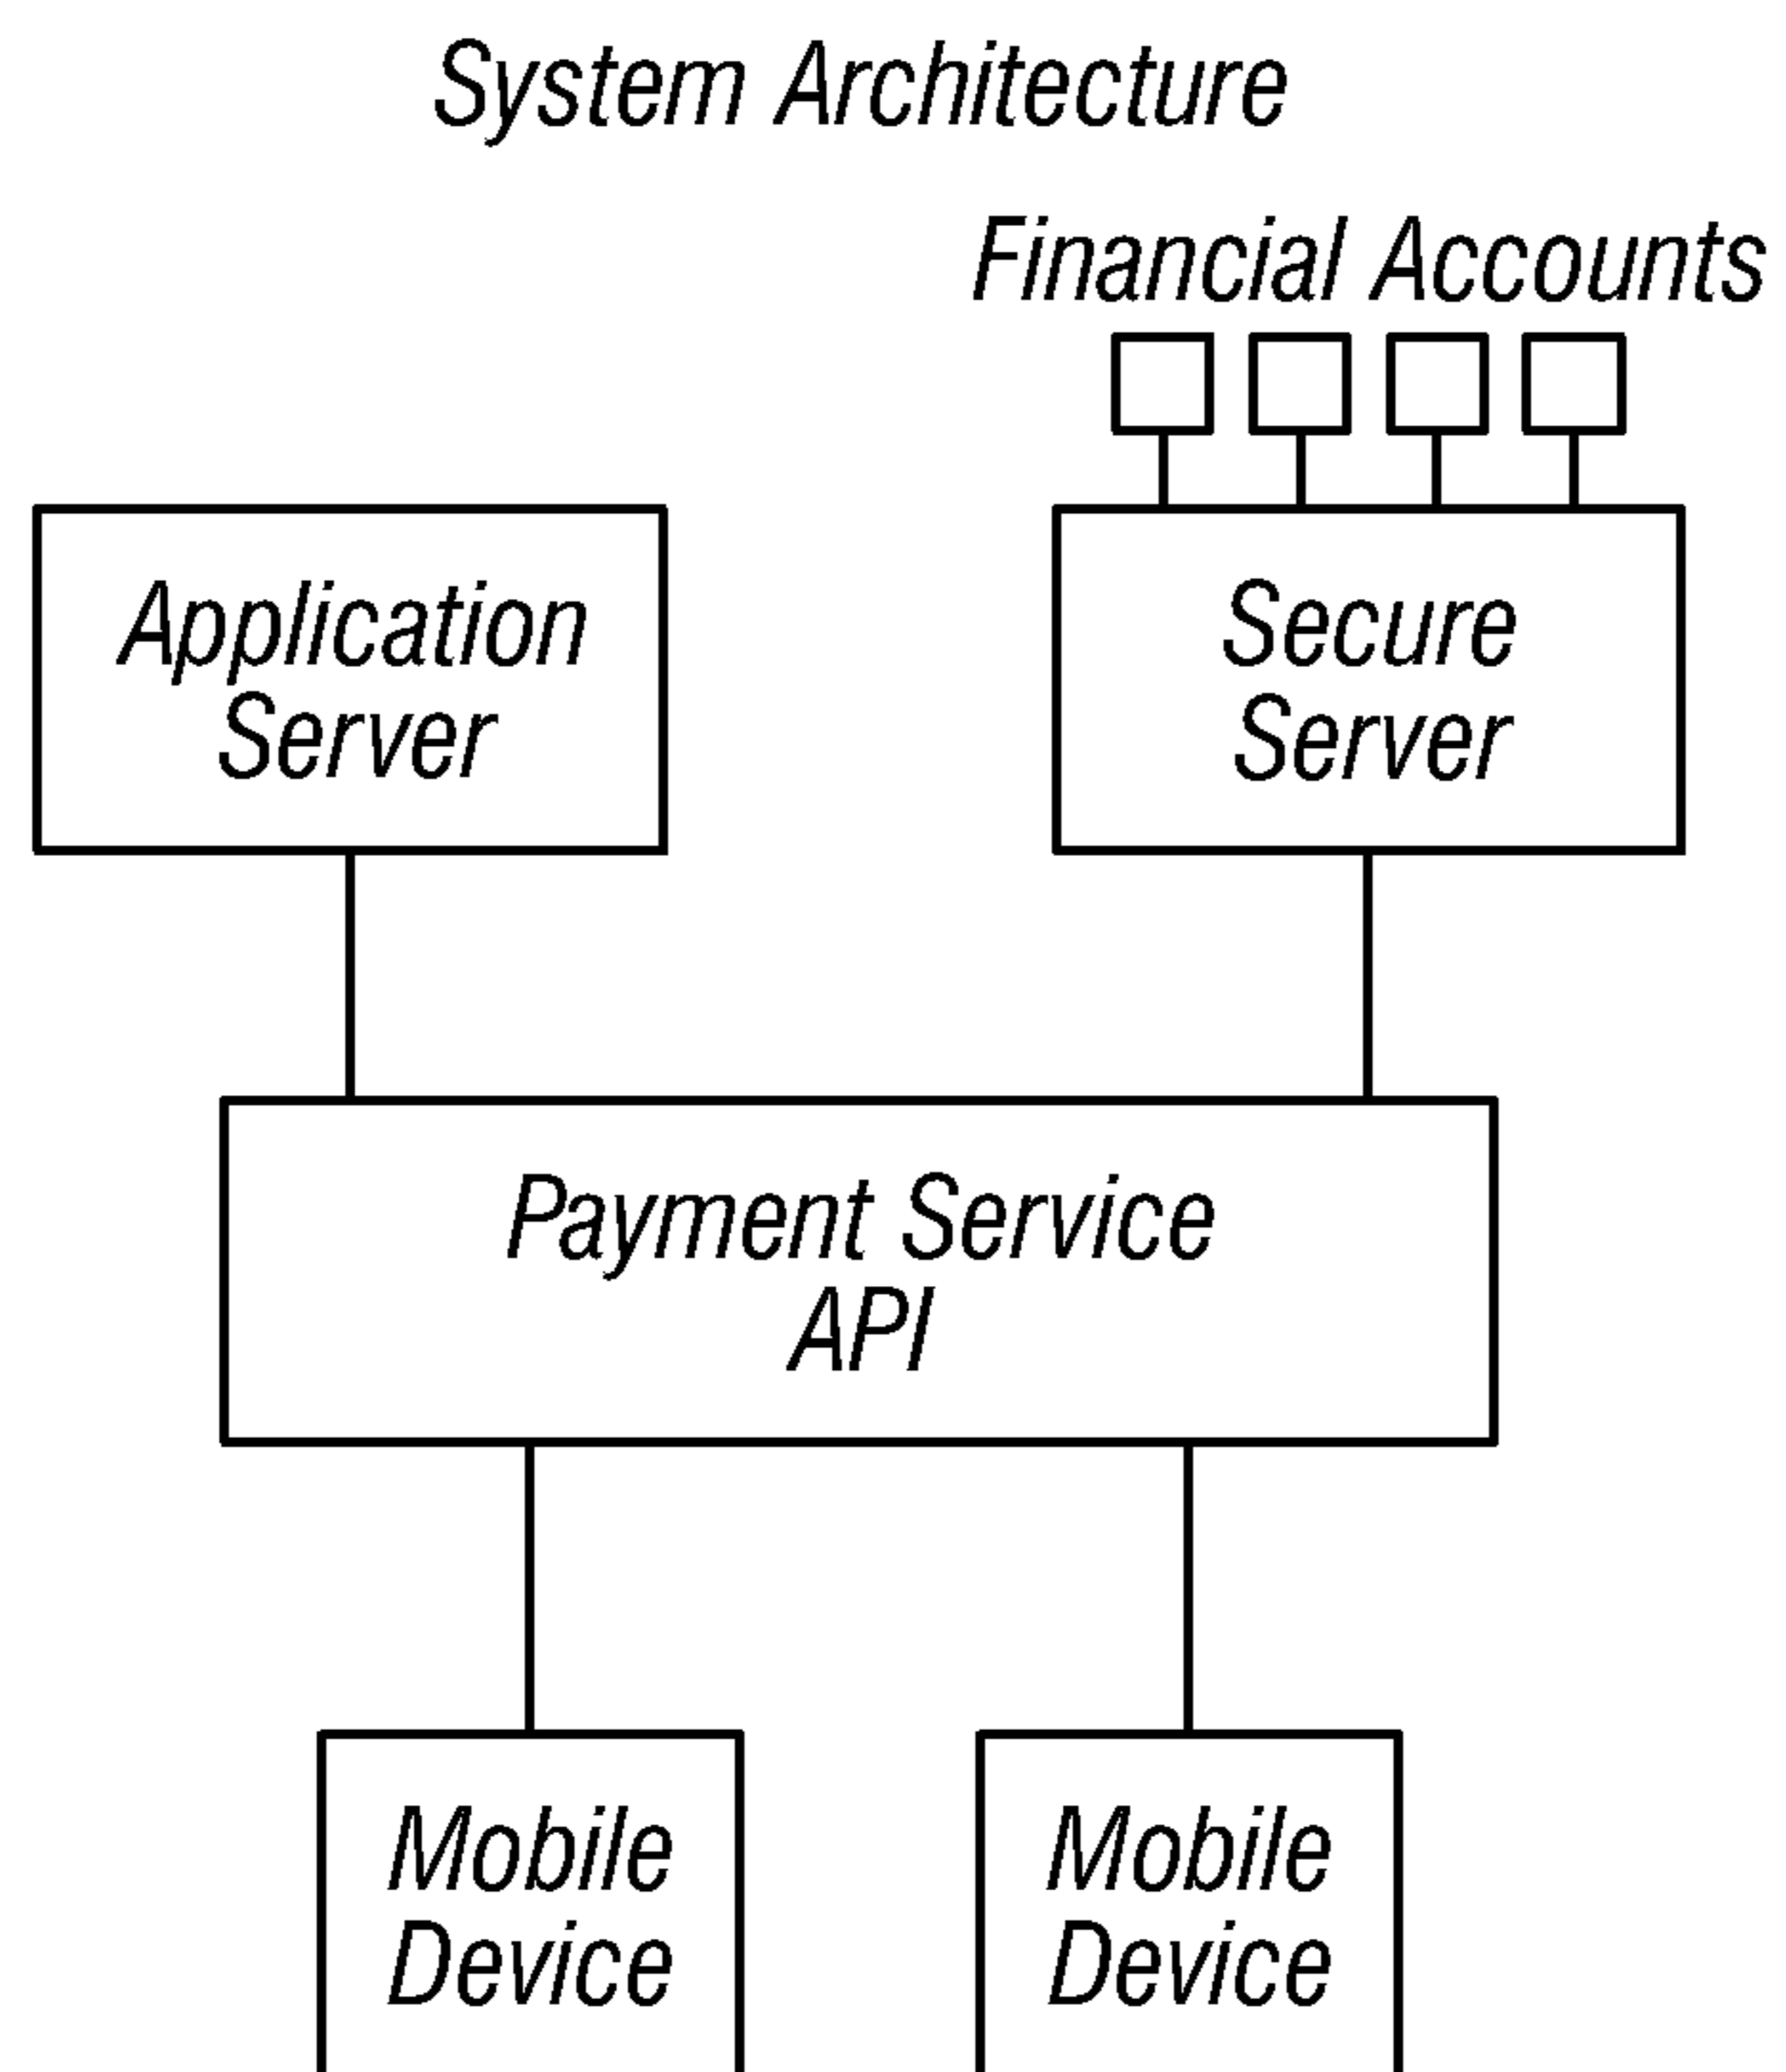 System Architecture
Financial Accounts
Application
Server
Secure
Server
Payment Service
API
Mobile
Device
Mobile
Device